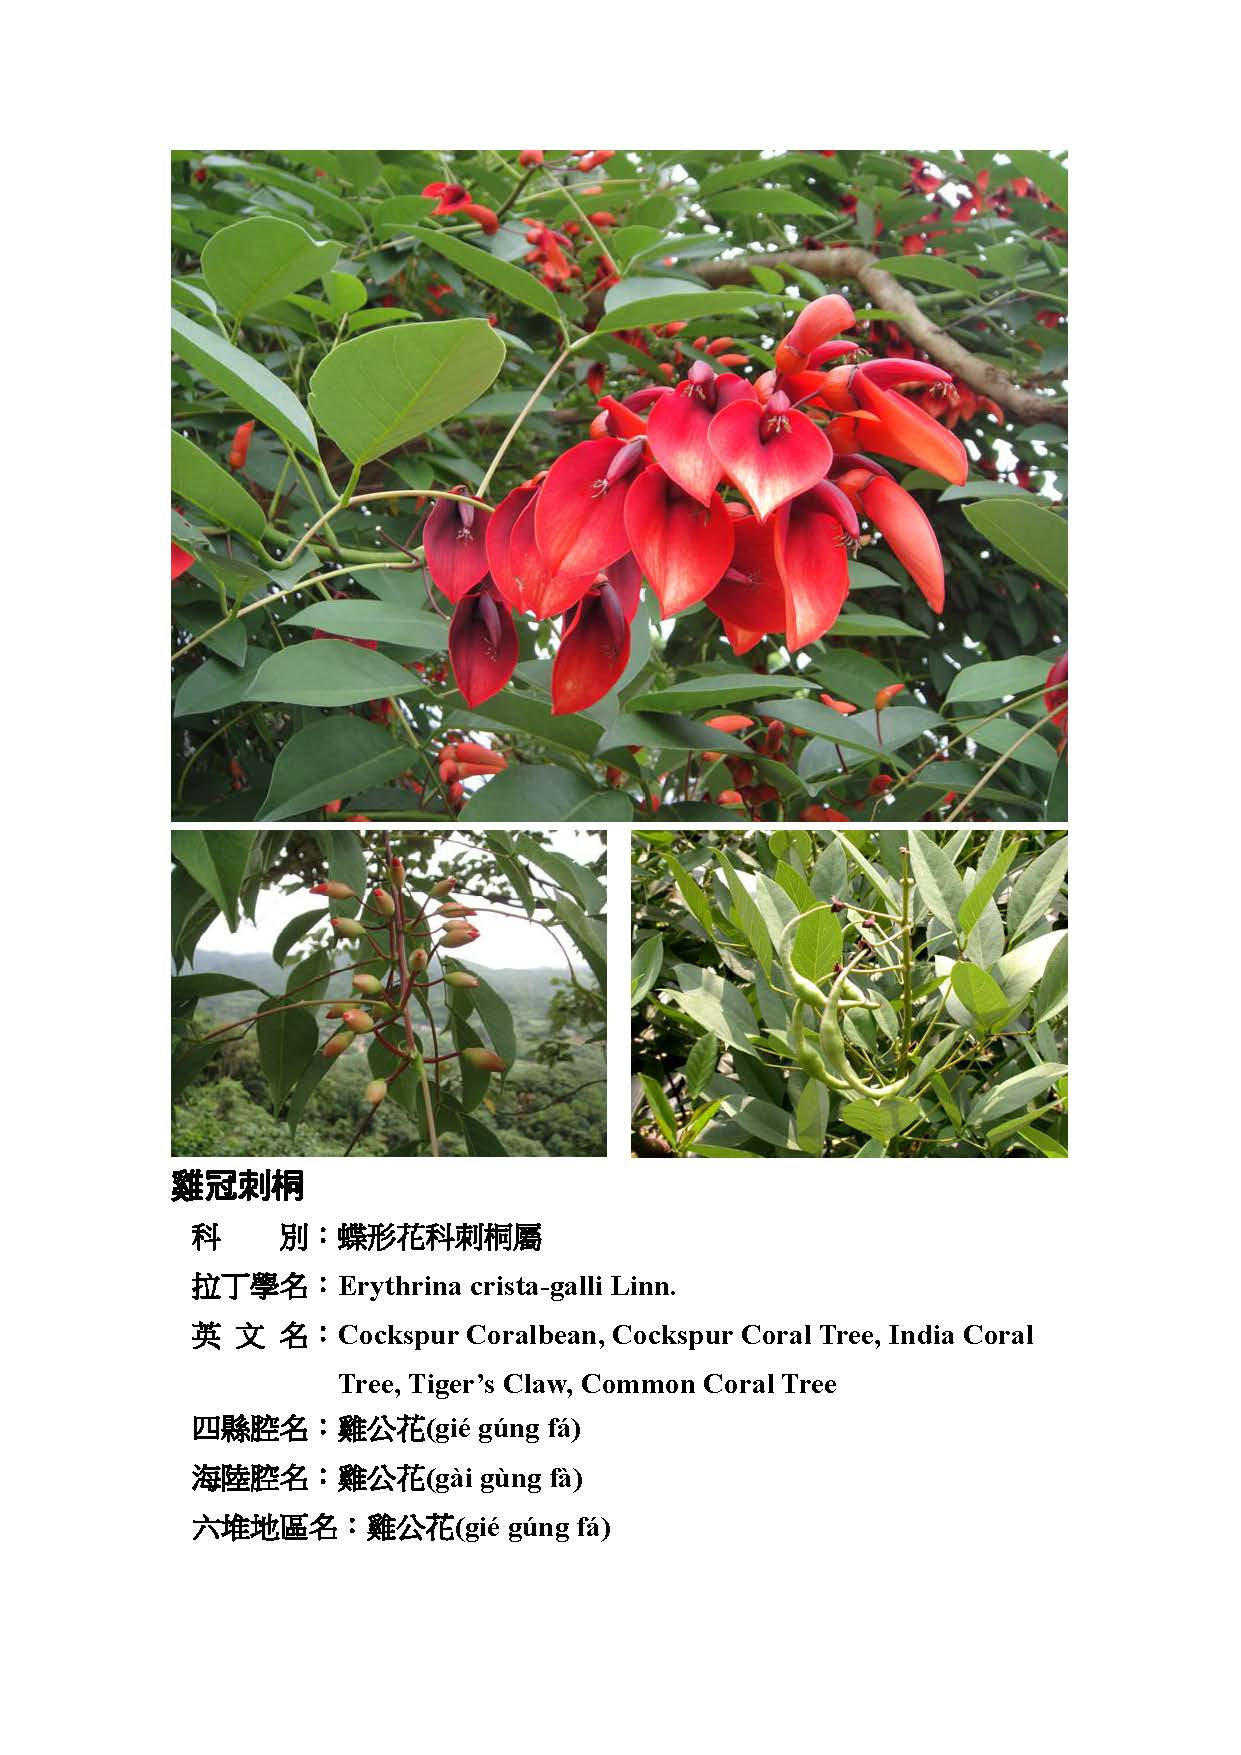 雞冠刺桐
科　　別：蝶形花科刺桐屬
拉丁學名：Erythrina crista-galli Linn.
英 文 名：Cockspur Coralbean, Cockspur Coral Tree, India Coral
Tree, Tiger’s Claw, Common Coral Tree
四縣腔名：雞公花(gié gúng fá)
海陸腔名：雞公花(gài gùng fà)
六堆地區名：雞公花(gié gúng fá)